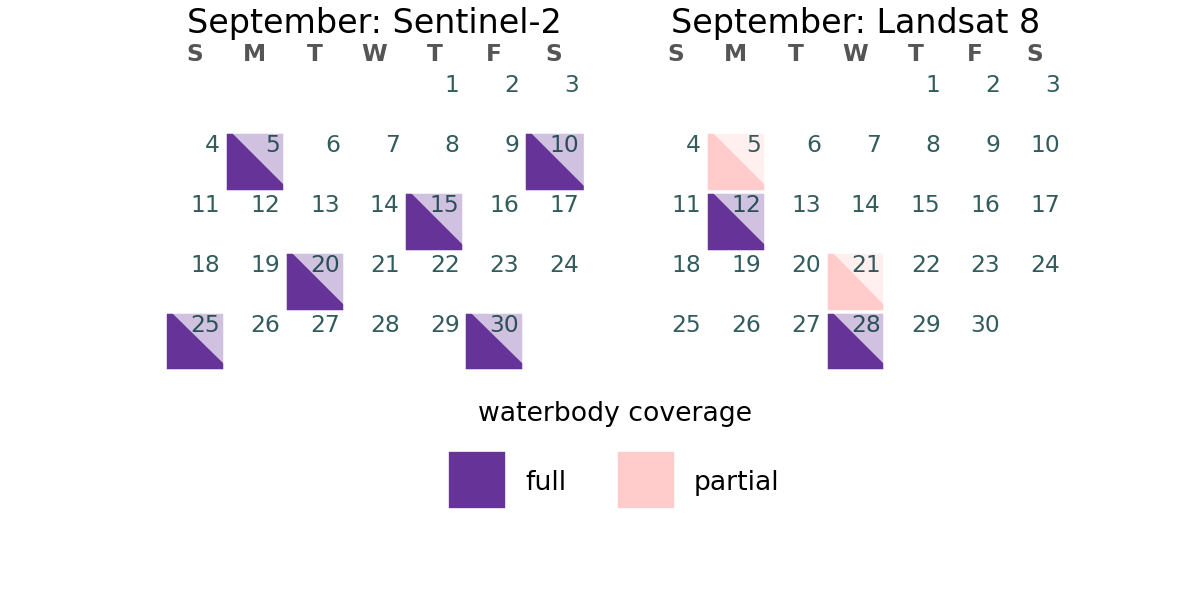 September: Sentinel-2
S M T W T F S
1 2 3
4 5 6 7 8 9 10
11 12 13 14 15 16 17
18 19 20 21 22 23 24
25 26 27 28 29 30
September: Landsat 8
S M T W T F S
1 2 3
4 5 6 7 8 9 10
11 12 13 14 15 16 17
18 19 20 21 22 23 24
25 26 27 28 29 30
waterbody coverage
full partial